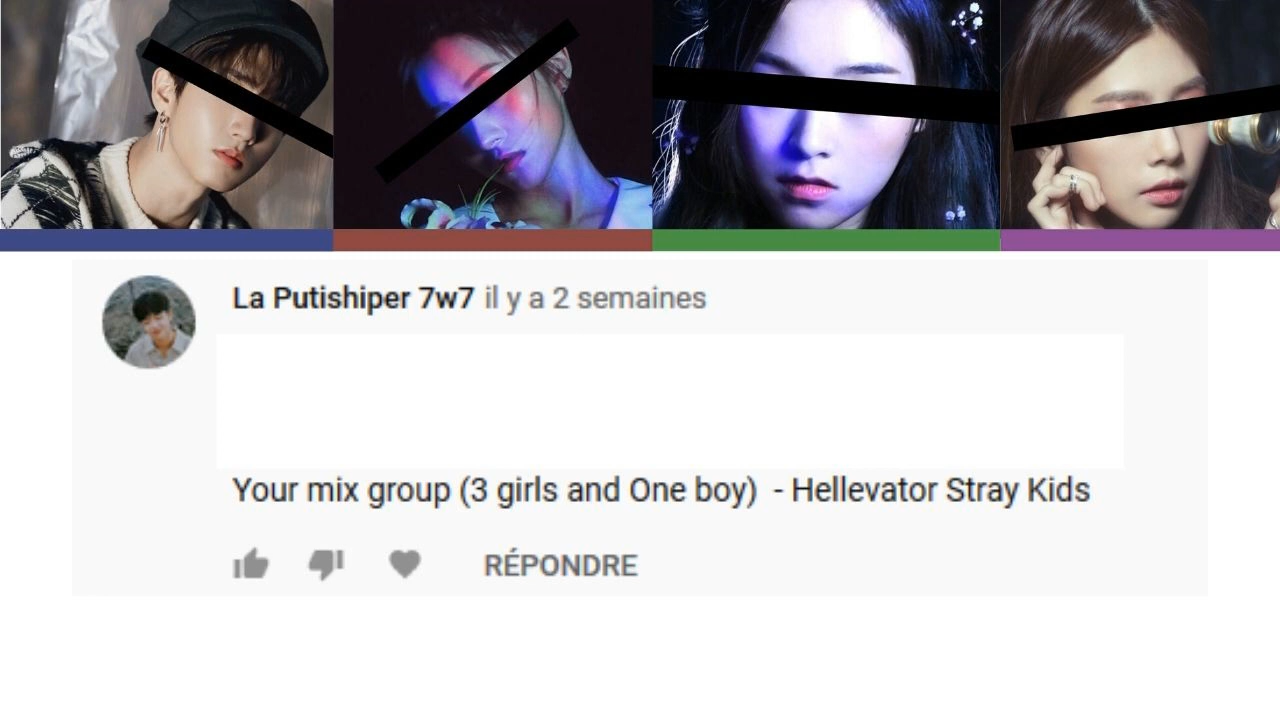 La Putishiper 7w7 il y a 2 semaines
Your mix group (3 girls and One boy) - Hellevator Stray Kids
RÉPONDRE